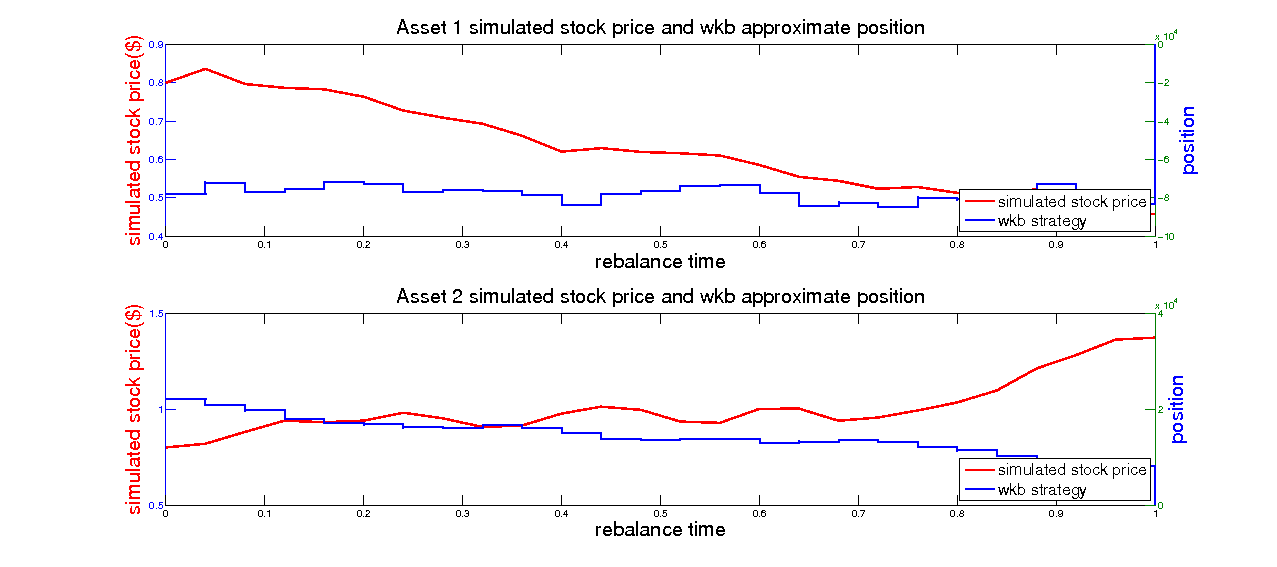 Asset 1 simulated stock price and wkb approximate position
simulated stock price($)
0.9
0.8
0.7
0.6
0.5
0.4
x 10^4
0
−2
−4
−6
−8
−10
position
simulated stock price
wkb strategy
0 0.1 0.2 0.3 0.4 0.5 0.6 0.7 0.8 0.9 1
rebalance time
Asset 2 simulated stock price and wkb approximate position
simulated stock price($)
1.5
1
0.5
x 10^4
4
2
0
position
simulated stock price
wkb strategy
0 0.1 0.2 0.3 0.4 0.5 0.6 0.7 0.8 0.9 1
rebalance time